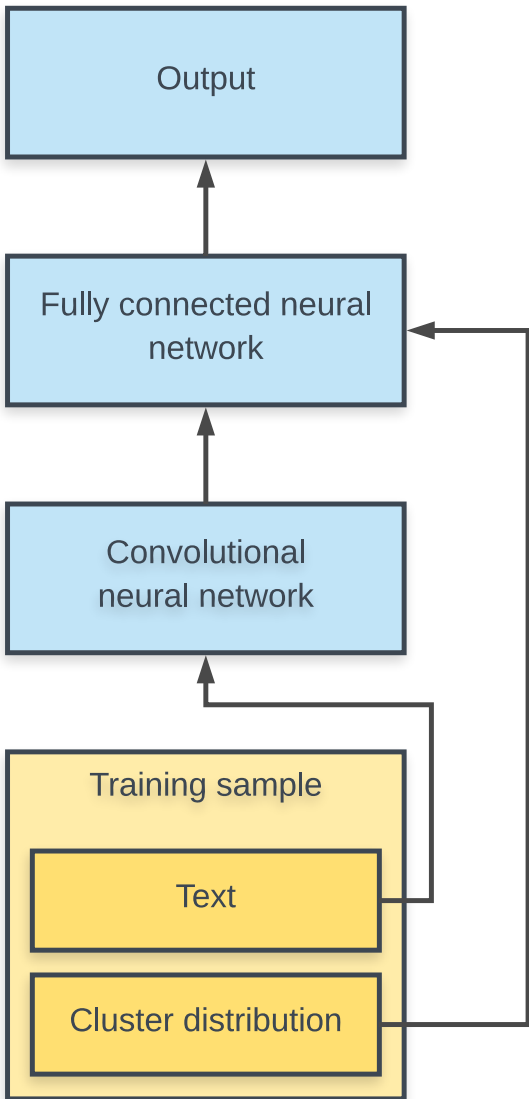 Output
Fully connected neural
network
Convolutional
neural network
Training sample
Text
Cluster distribution